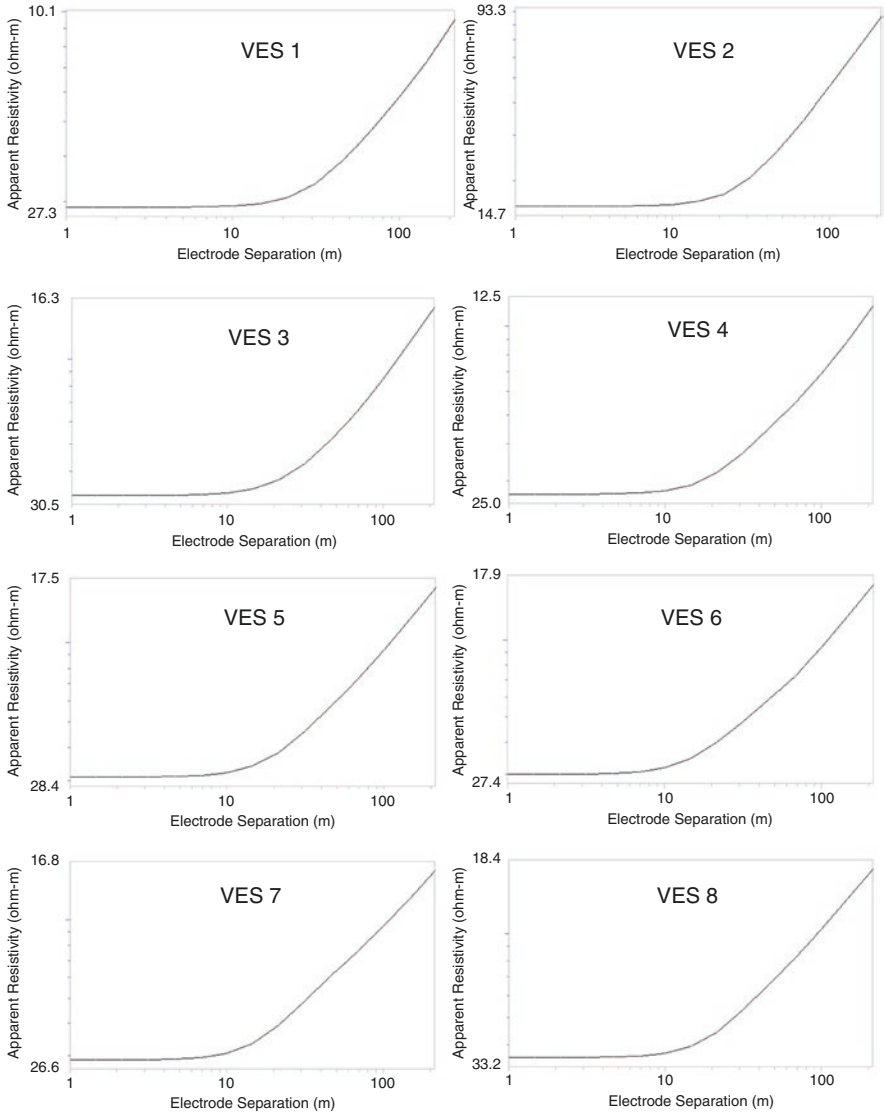 10.1
VES 1
Apparent Resistivity (ohm-m)
27.3
1
10
100
Electrode Separation (m)
93.3
VES 2
Apparent Resistivity (ohm-m)
14.7
1
10
100
Electrode Separation (m)
16.3
VES 3
Apparent Resistivity (ohm-m)
30.5
1
10
100
Electrode Separation (m)
12.5
VES 4
Apparent Resistivity (ohm-m)
25.0
1
10
100
Electrode Separation (m)
17.5
VES 5
Apparent Resistivity (ohm-m)
28.4
1
10
100
Electrode Separation (m)
17.9
VES 6
Apparent Resistivity (ohm-m)
27.4
1
10
100
Electrode Separation (m)
16.8
VES 7
Apparent Resistivity (ohm-m)
26.6
1
10
100
Electrode Separation (m)
18.4
VES 8
Apparent Resistivity (ohm-m)
33.2
1
10
100
Electrode Separation (m)